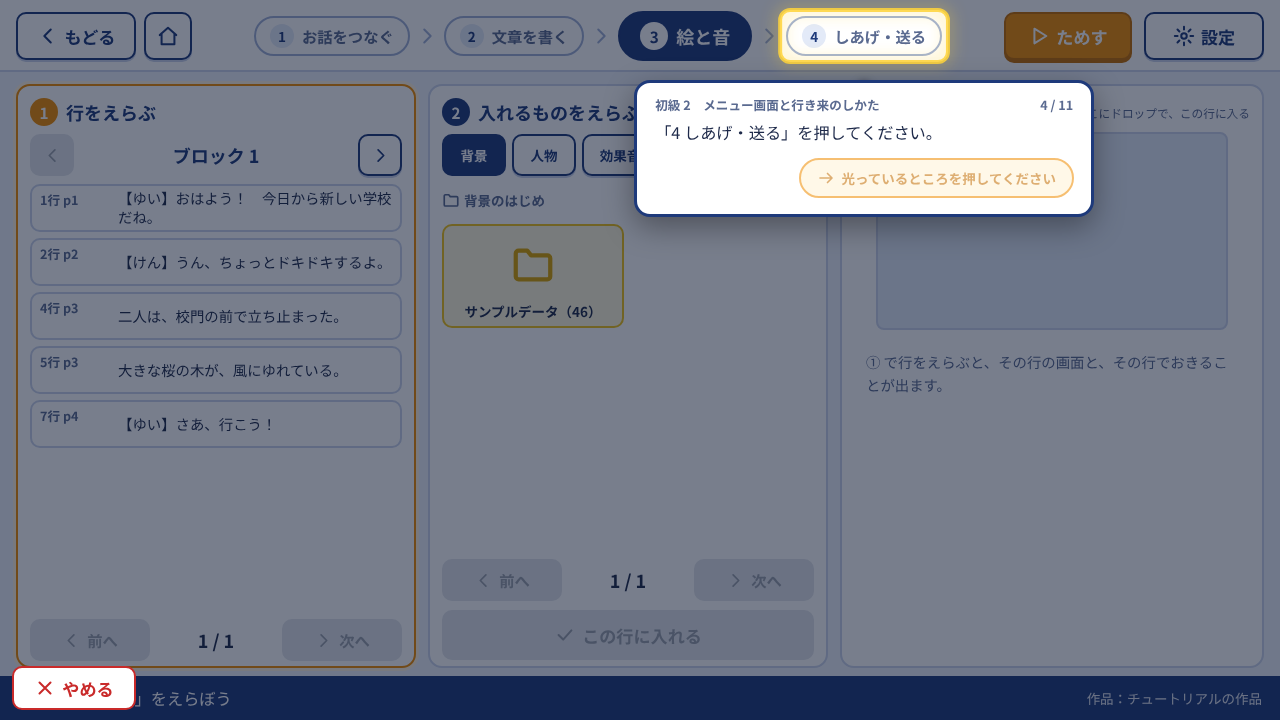 もどる
1 お話をつなぐ
2 文章を書く
3 絵と音
4 しあげ・送る
ためす
設定
初級 2　メニュー画面と行き来のしかた
4 / 11
「4 しあげ・送る」を押してください。
光っているところを押してください
1 行をえらぶ
ブロック 1
1行 p1
【ゆい】おはよう！　今日から新しい学校だね。
2行 p2
【けん】うん、ちょっとドキドキするよ。
4行 p3
二人は、校門の前で立ち止まった。
5行 p3
大きな桜の木が、風にゆれている。
7行 p4
【ゆい】さあ、行こう！
前へ
1 / 1
次へ
2 入れるものをえらぶ
背景
人物
効果音
背景のはじめ
サンプルデータ（46）
前へ
1 / 1
次へ
この行に入れる
にドロップで、この行に入る
① で行をえらぶと、その行の画面と、その行でおきるこ
とが出ます。
やめる
」をえらぼう
作品：チュートリアルの作品